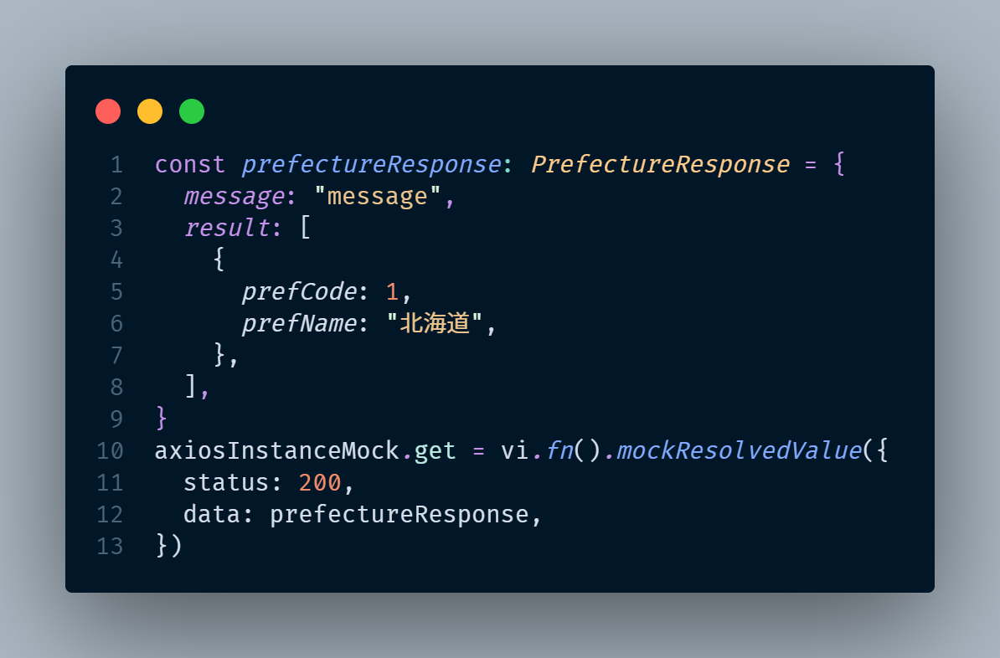 1 const prefectureResponse: PrefectureResponse = {
2   message: "message",
3   result: [
4     {
5       prefCode: 1,
6       prefName: "北海道",
7     },
8   ],
9 }
10 axiosInstanceMock.get = vi.fn().mockResolvedValue({
11   status: 200,
12   data: prefectureResponse,
13 })